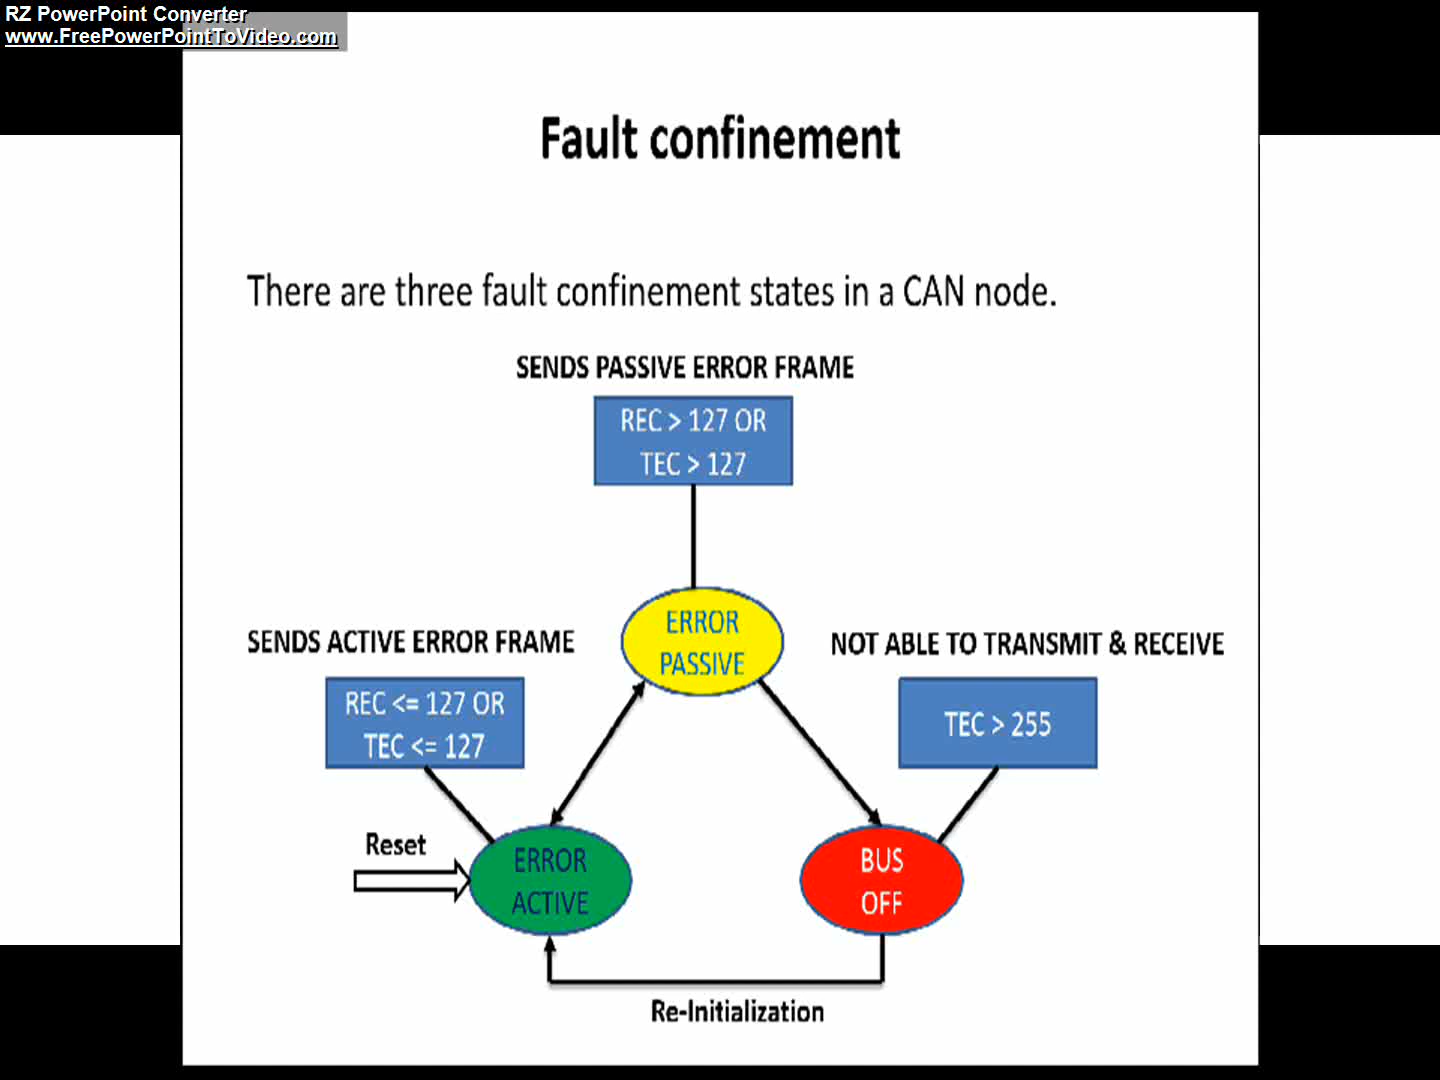 RZ PowerPoint Converter
www.FreePowerPointToVideo.com
Fault confinement
There are three fault confinement states in a CAN node.
SENDS PASSIVE ERROR FRAME
REC > 127 OR
TEC > 127
ERROR
PASSIVE
SENDS ACTIVE ERROR FRAME
REC <= 127 OR
TEC <= 127
NOT ABLE TO TRANSMIT & RECEIVE
TEC > 255
Reset
ERROR
ACTIVE
BUS
OFF
Re-Initialization